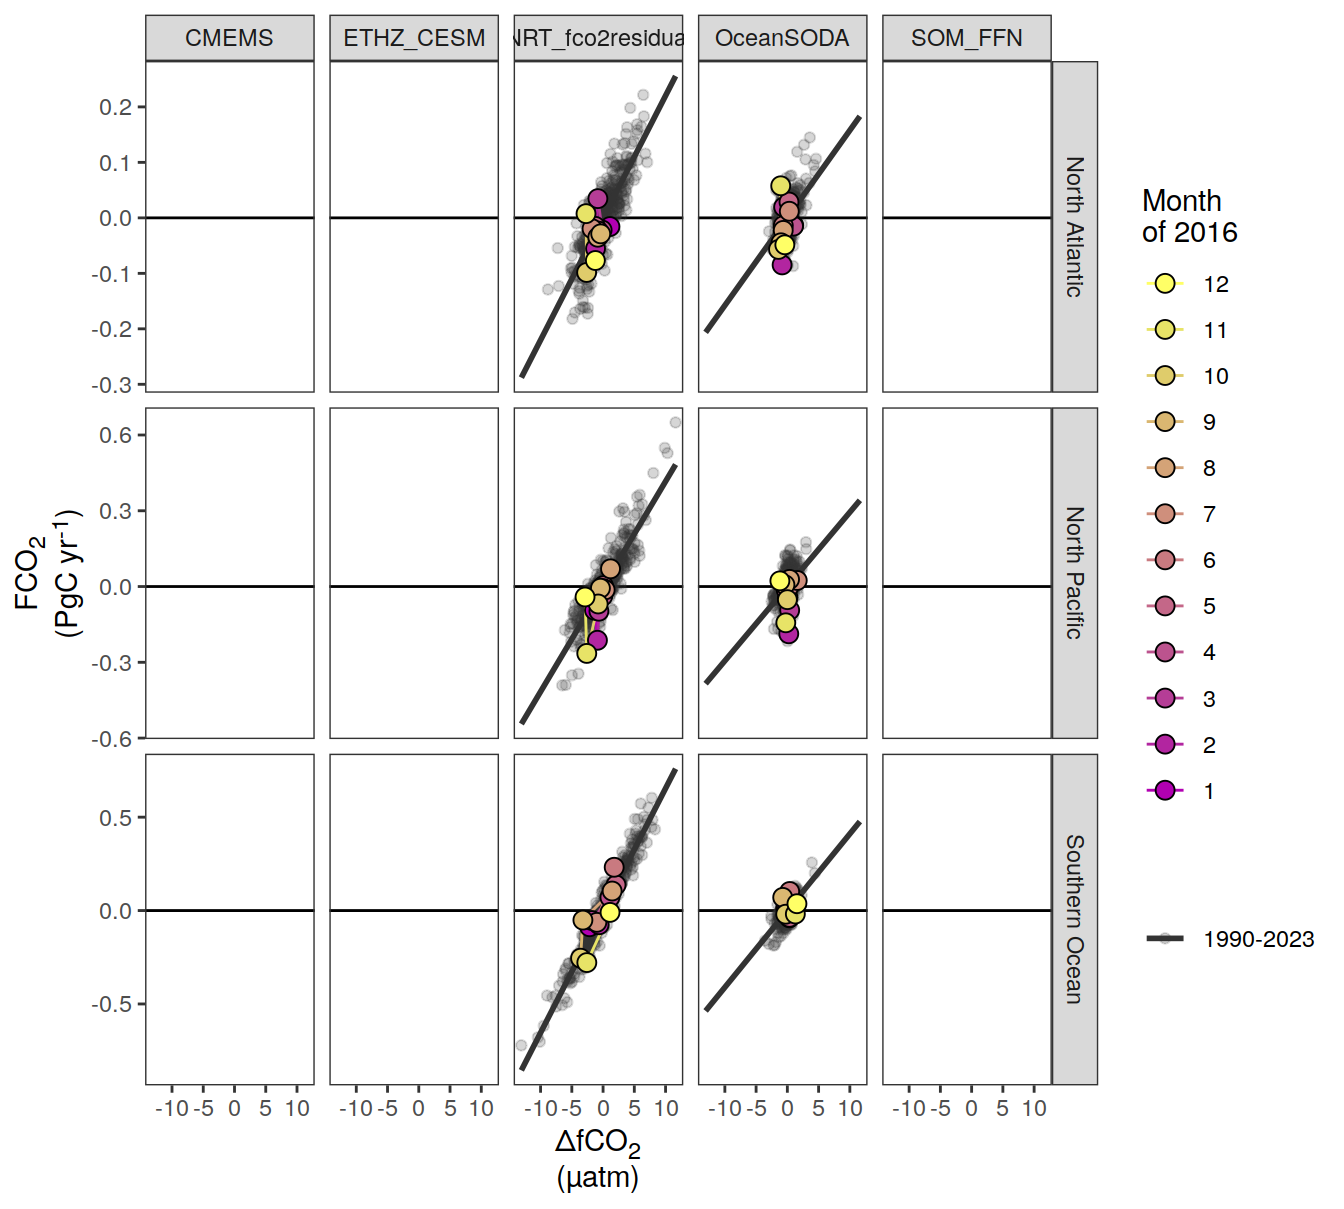 CMEMS ETHZ_CESM NRT_fco2residua OceanSODA SOM_FFN
0.2
0.1
0.0
-0.1
-0.2
-0.3
North Atlantic
0.6
0.3
0.0
-0.3
-0.6
North Pacific
0.5
0.0
-0.5
Southern Ocean
-10 -5 0 5 10 -10 -5 0 5 10 -10 -5 0 5 10 -10 -5 0 5 10 -10 -5 0 5 10
ΔfCO₂
(µatm)
FCO₂
(PgC yr⁻¹)
Month
of 2016
12
11
10
9
8
7
6
5
4
3
2
1
1990-2023